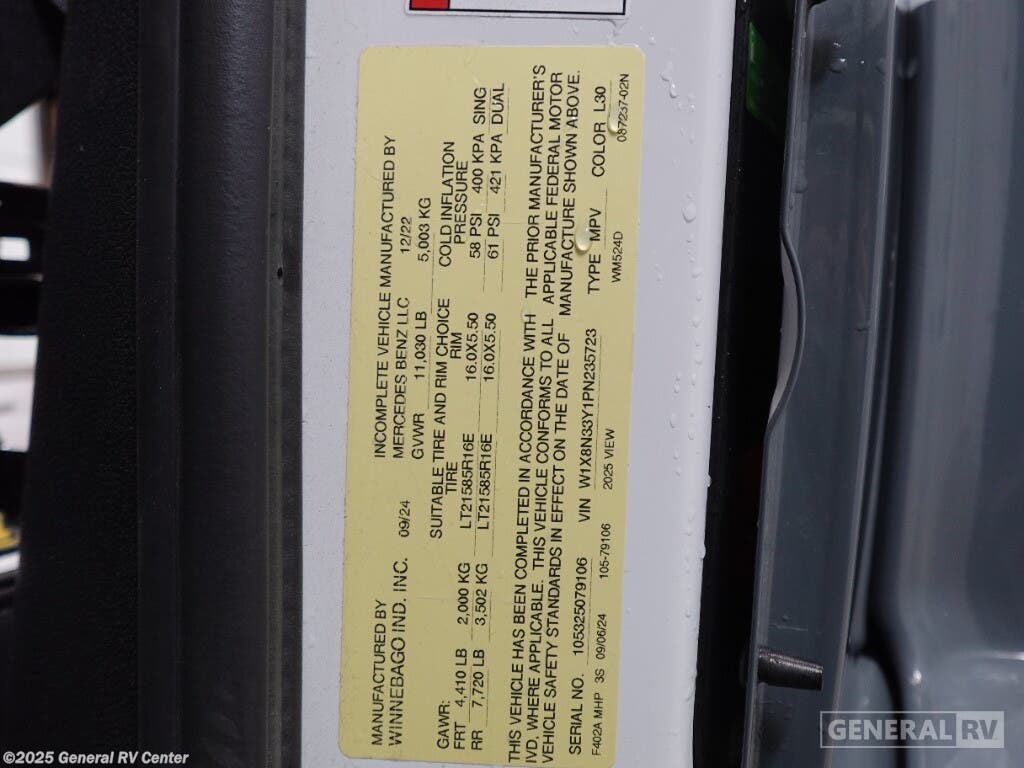 MANUFACTURED BY
WINNEBAGO IND. INC. 09/24
INCOMPLETE VEHICLE MANUFACTURED BY
MERCEDES BENZ LLC 12/22
GVWR 11,030 LB 5,003 KG
SUITABLE TIRE AND RIM CHOICE
COLD INFLATION
GAWR: TIRE RIM PRESSURE
FRT 4,410 LB 2,000 KG LT21585R16E 16.0X5.50 58 PSI 400 KPA SING
RR 7,720 LB 3,502 KG LT21585R16E 16.0X5.50 61 PSI 421 KPA DUAL
THIS VEHICLE HAS BEEN COMPLETED IN ACCORDANCE WITH THE PRIOR MANUFACTURER'S
IVD, WHERE APPLICABLE. THIS VEHICLE CONFORMS TO ALL APPLICABLE FEDERAL MOTOR
VEHICLE SAFETY STANDARDS IN EFFECT ON THE DATE OF MANUFACTURE SHOWN ABOVE.
SERIAL NO. 105325079106 VIN W1X8N33Y1PN235723 TYPE MPV COLOR L30
F402A MHP 3S 09/06/24 105-79106 2025 VIEW WM524D 087237-02N
GENERAL RV
©2025 General RV Center